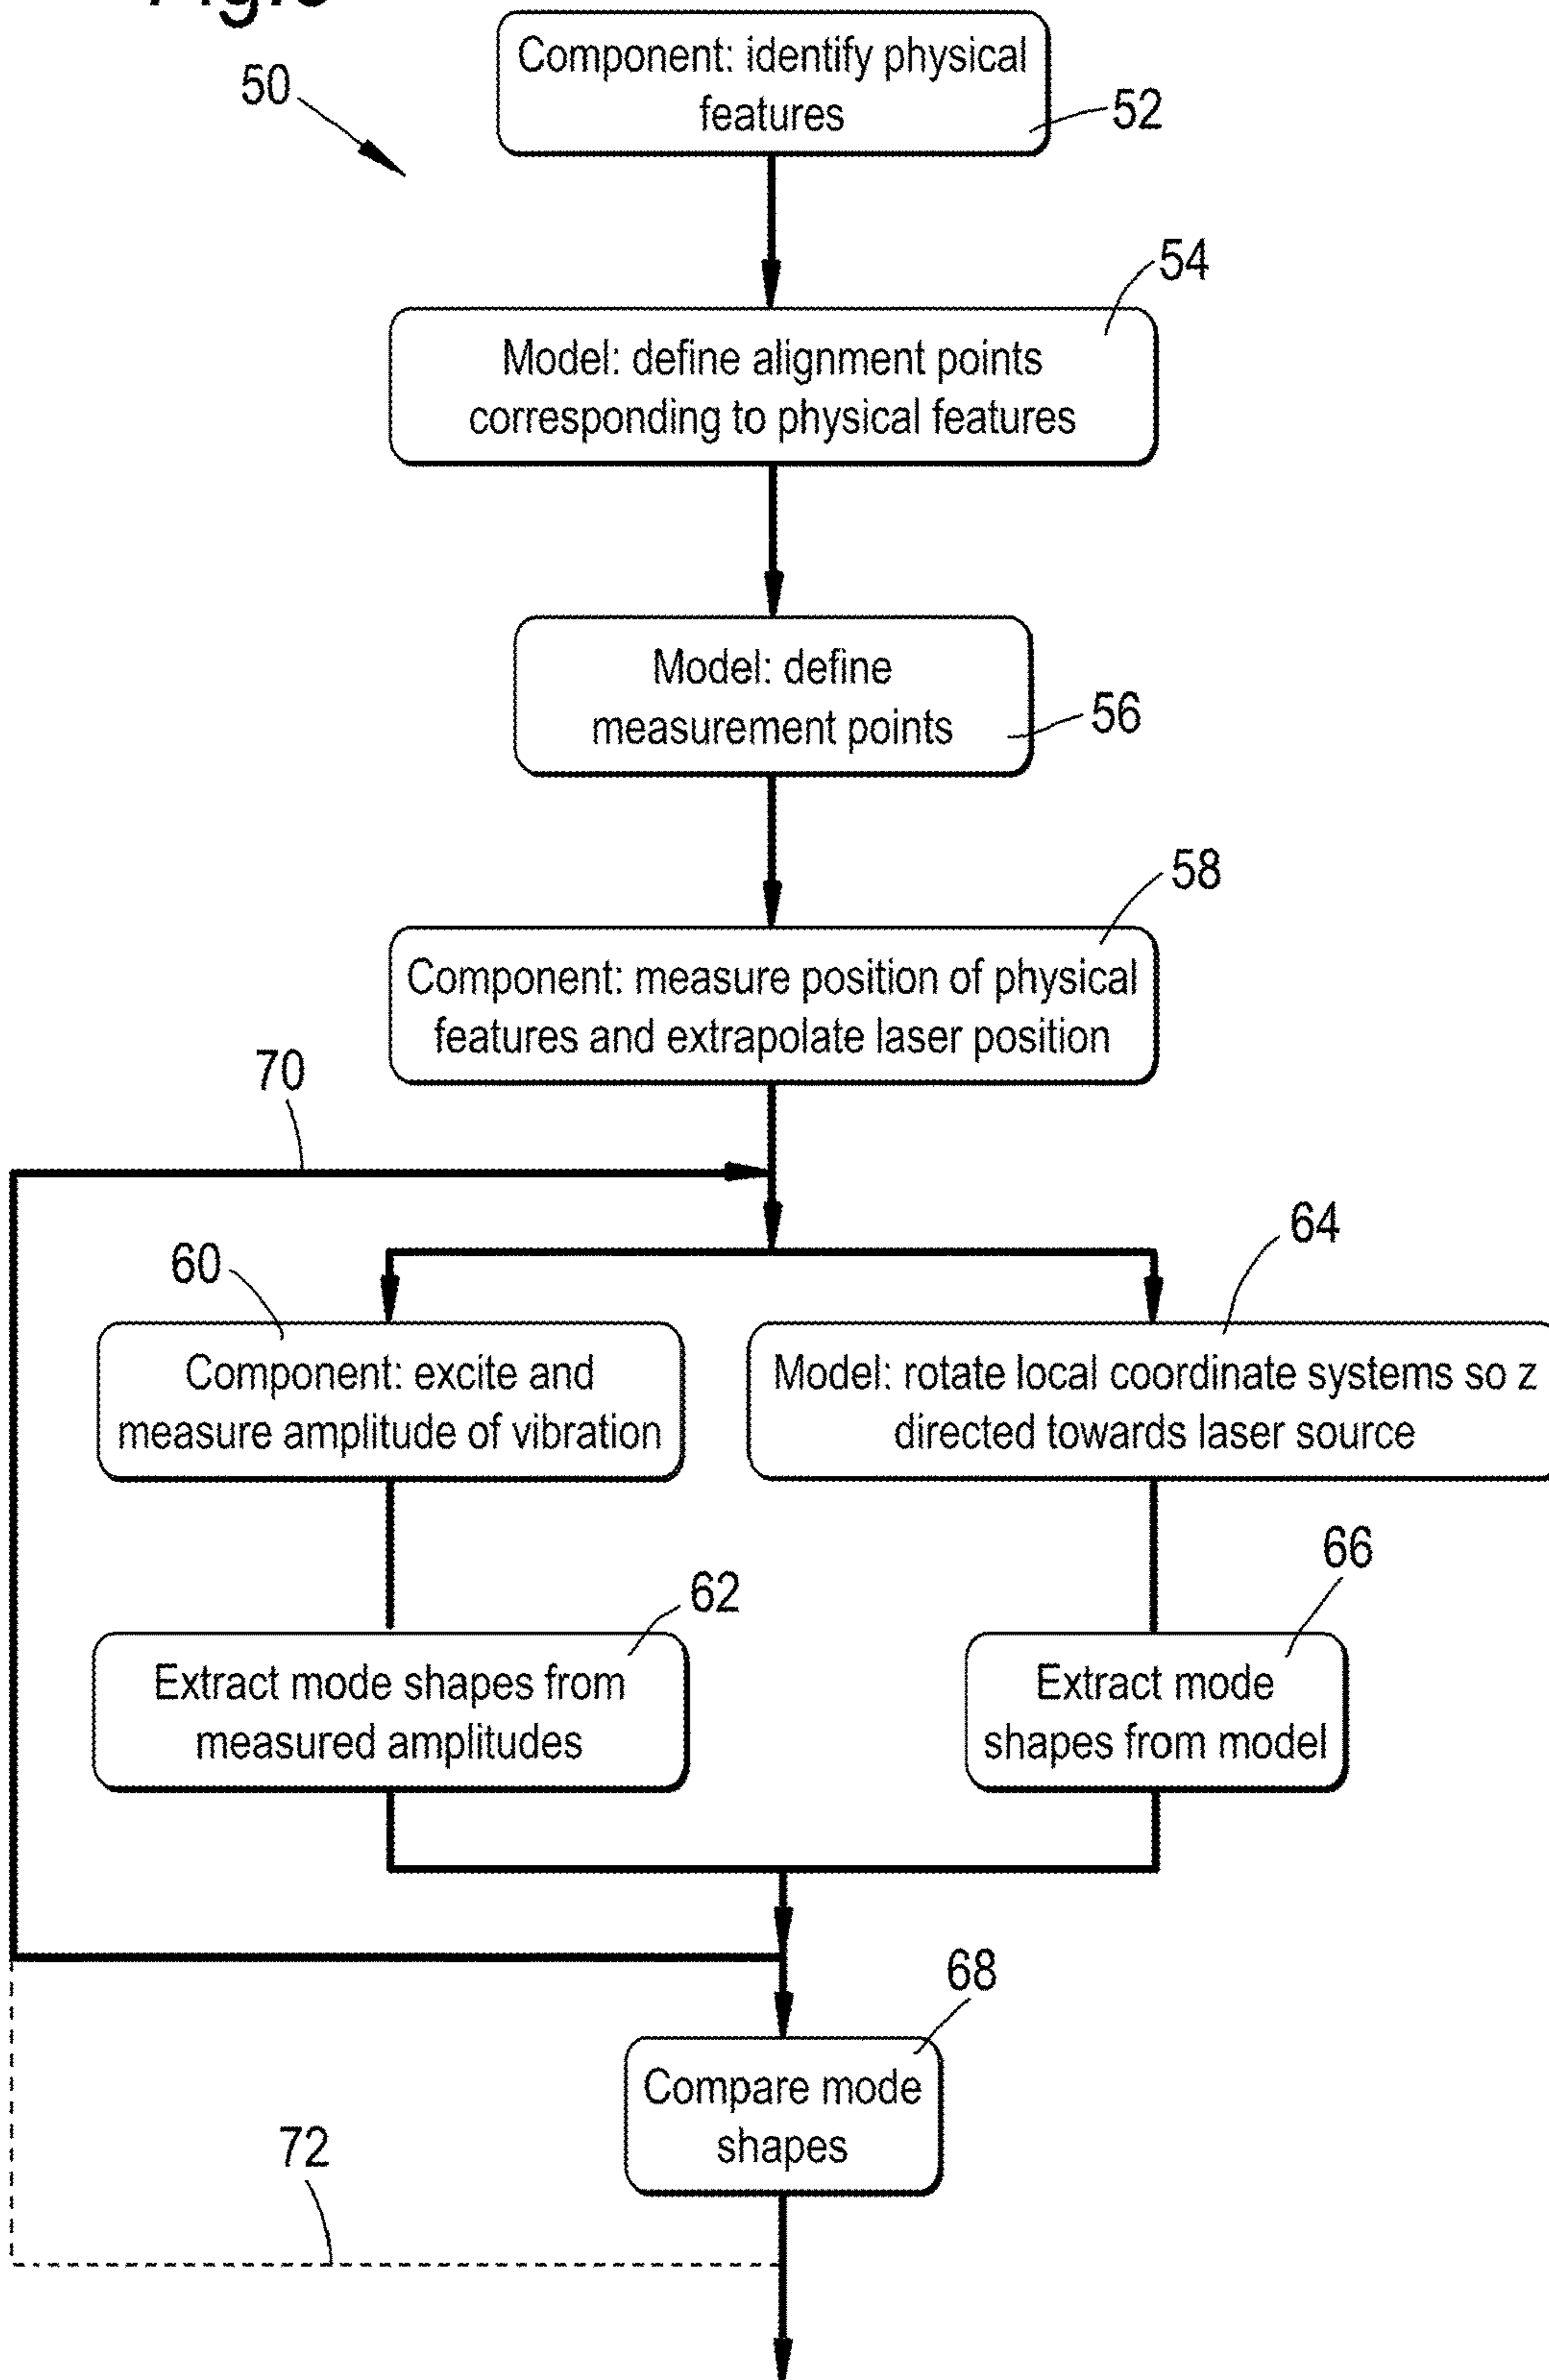 50
Component: identify physical
features
52
54
Model: define alignment points
corresponding to physical features
Model: define
measurement points
56
58
Component: measure position of physical
features and extrapolate laser position
70
60
64
Component: excite and
measure amplitude of vibration
Model: rotate local coordinate systems so z
directed towards laser source
62
66
Extract mode shapes from
measured amplitudes
Extract mode
shapes from model
68
Compare mode
shapes
72